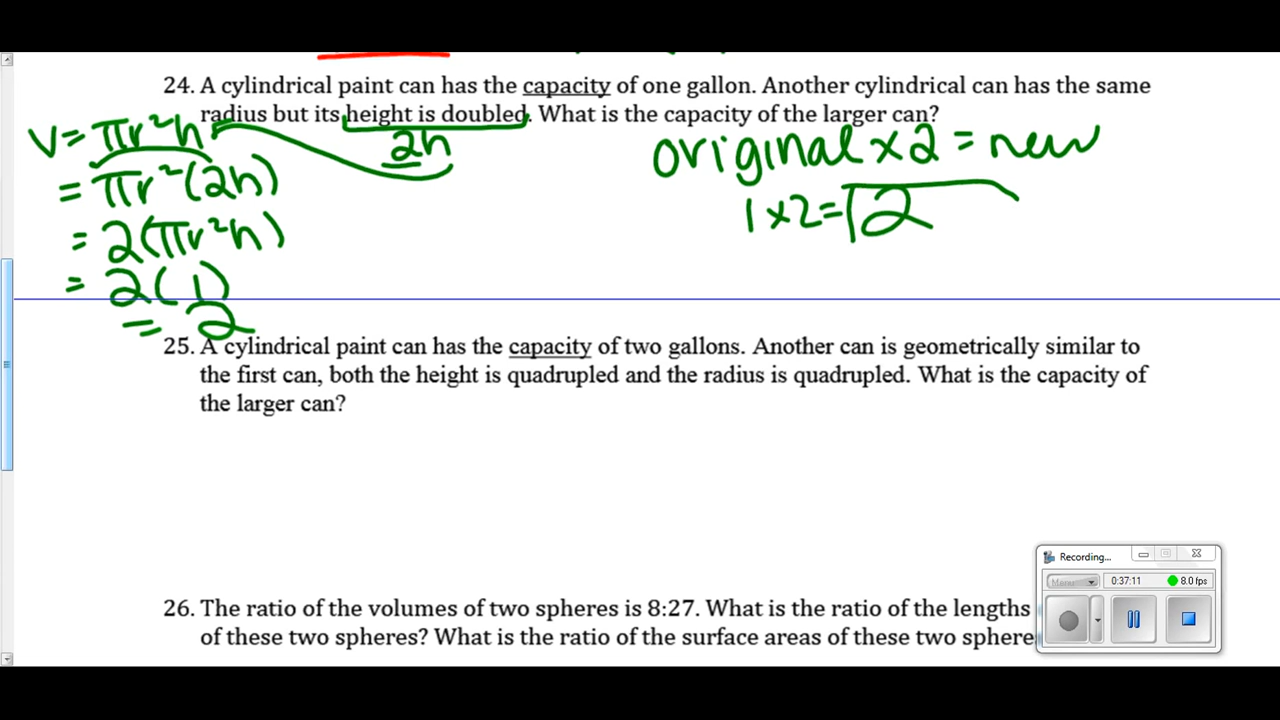 24. A cylindrical paint can has the capacity of one gallon. Another cylindrical can has the same
radius but its height is doubled. What is the capacity of the larger can?
V = πr²h
2h
= πr²(2h)
= 2(πr²h)
= 2(1)
= 2
original x 2 = new
1 x 2 = 2
25. A cylindrical paint can has the capacity of two gallons. Another can is geometrically similar to
the first can, both the height is quadrupled and the radius is quadrupled. What is the capacity of
the larger can?
26. The ratio of the volumes of two spheres is 8:27. What is the ratio of the lengths
of these two spheres? What is the ratio of the surface areas of these two sphere
Recording...
Menu
0:37:11
8.0 fps